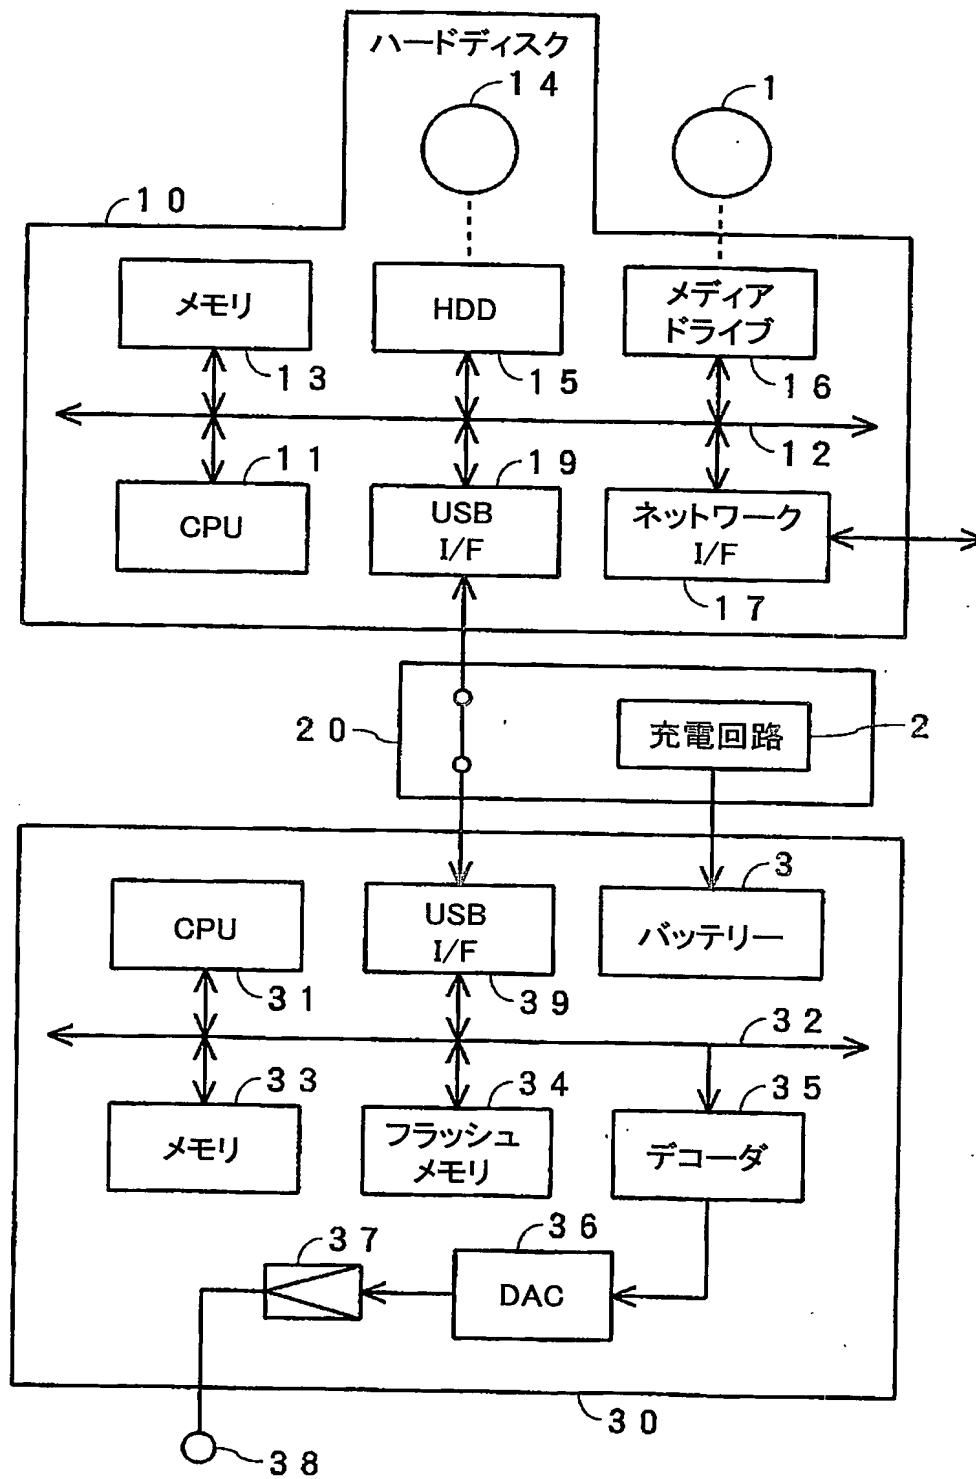 ハードディスク
14
1
10
メモリ
HDD
メディア
ドライブ
13
15
16
12
11
19
CPU
USB
I/F
ネットワーク
I/F
17
20
充電回路
2
3
CPU
USB
I/F
バッテリー
31
39
32
33
34
35
メモリ
フラッシュ
メモリ
デコーダ
36
37
DAC
30
38